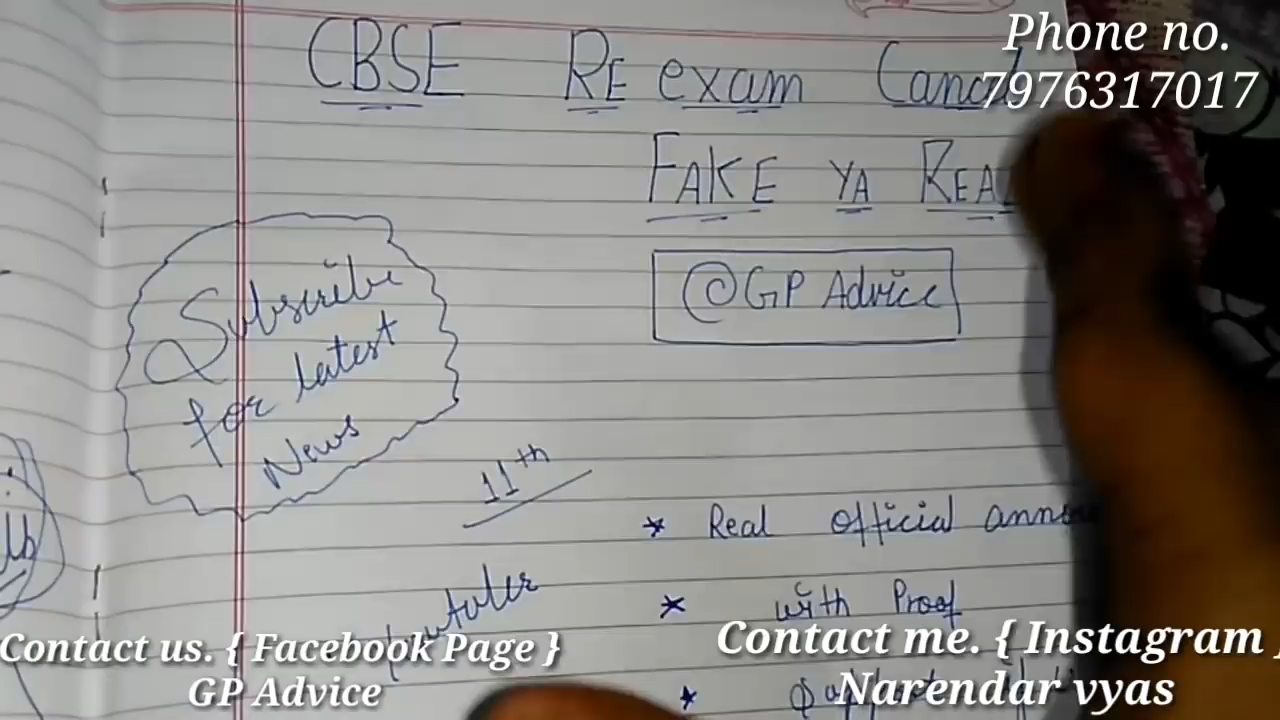 CBSE RE exam
Phone no.
7976317017
FAKE YA REAL
@GP Advice
Subscribe
for latest
News
11th
* Real official
* with Proof
*
Contact us. { Facebook Page }
GP Advice
Contact me. { Instagram }
Narendar vyas